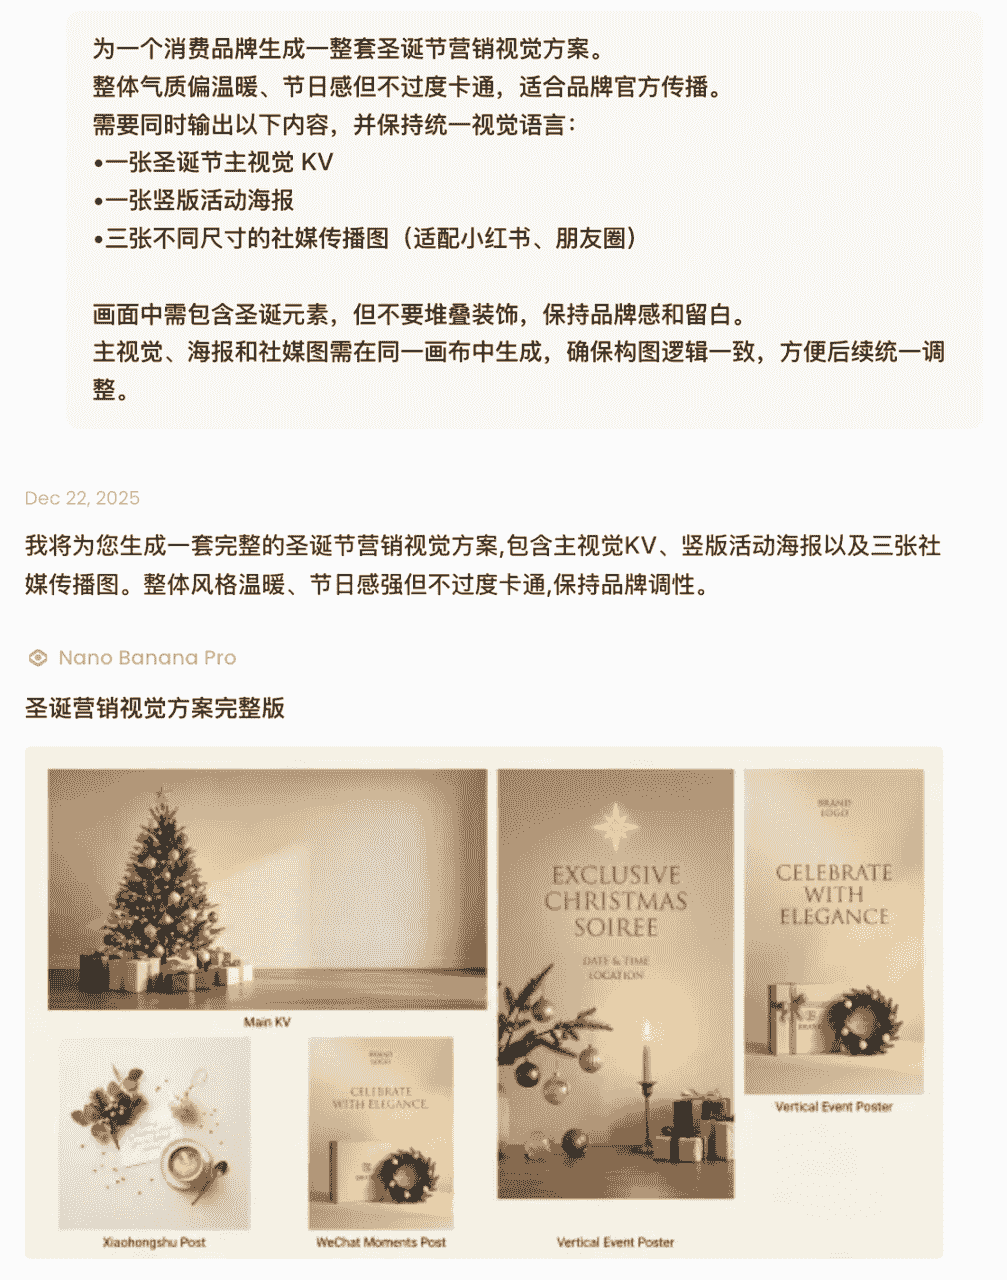 为一个消费品牌生成一整套圣诞节营销视觉方案。
整体气质偏温暖、节日感但不过度卡通，适合品牌官方传播。
需要同时输出以下内容，并保持统一视觉语言：
•一张圣诞节主视觉 KV
•一张竖版活动海报
•三张不同尺寸的社媒传播图（适配小红书、朋友圈）
画面中需包含圣诞元素，但不要堆叠装饰，保持品牌感和留白。
主视觉、海报和社媒图需在同一画布中生成，确保构图逻辑一致，方便后续统一调
整。
Dec 22, 2025
我将为您生成一套完整的圣诞节营销视觉方案,包含主视觉KV、竖版活动海报以及三张社
媒传播图。整体风格温暖、节日感强但不过度卡通,保持品牌调性。
Nano Banana Pro
圣诞营销视觉方案完整版
Main KV
EXCLUSIVE
CHRISTMAS
SOIREE
DATE & TIME
LOCATION
Vertical Event Poster
BRAND
LOGO
CELEBRATE
WITH
ELEGANCE
Vertical Event Poster
Xiaohongshu Post
BRAND
LOGO
CELEBRATE
WITH ELEGANCE
WeChat Moments Post